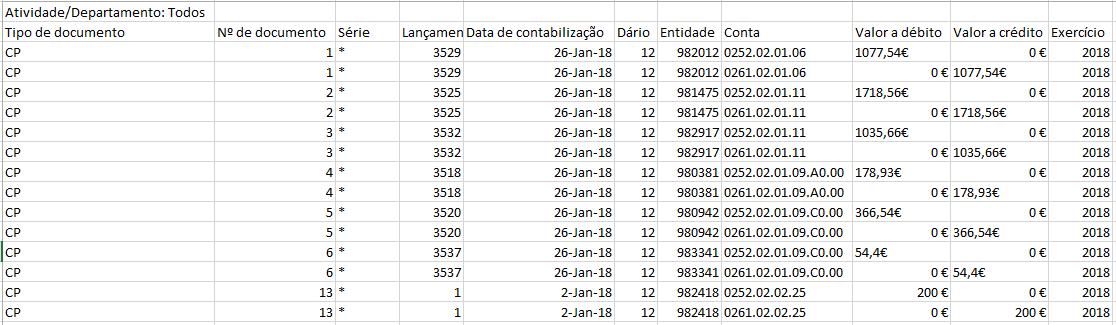 Atividade/Departamento: Todos
Tipo de documento Nº de documento Série Lançamen Data de contabilização Dário Entidade Conta Valor a débito Valor a crédito Exercício
CP 1 * 3529 26-Jan-18 12 982012 0252.02.01.06 1077,54€ 0 € 2018
CP 1 * 3529 26-Jan-18 12 982012 0261.02.01.06 0 € 1077,54€ 2018
CP 2 * 3525 26-Jan-18 12 981475 0252.02.01.11 1718,56€ 0 € 2018
CP 2 * 3525 26-Jan-18 12 981475 0261.02.01.11 0 € 1718,56€ 2018
CP 3 * 3532 26-Jan-18 12 982917 0252.02.01.11 1035,66€ 0 € 2018
CP 3 * 3532 26-Jan-18 12 982917 0261.02.01.11 0 € 1035,66€ 2018
CP 4 * 3518 26-Jan-18 12 980381 0252.02.01.09.A0.00 178,93€ 0 € 2018
CP 4 * 3518 26-Jan-18 12 980381 0261.02.01.09.A0.00 0 € 178,93€ 2018
CP 5 * 3520 26-Jan-18 12 980942 0252.02.01.09.C0.00 366,54€ 0 € 2018
CP 5 * 3520 26-Jan-18 12 980942 0261.02.01.09.C0.00 0 € 366,54€ 2018
CP 6 * 3537 26-Jan-18 12 983341 0252.02.01.09.C0.00 54,4€ 0 € 2018
CP 6 * 3537 26-Jan-18 12 983341 0261.02.01.09.C0.00 0 € 54,4€ 2018
CP 13 * 1 2-Jan-18 12 982418 0252.02.02.25 200 € 0 € 2018
CP 13 * 1 2-Jan-18 12 982418 0261.02.02.25 0 € 200 € 2018